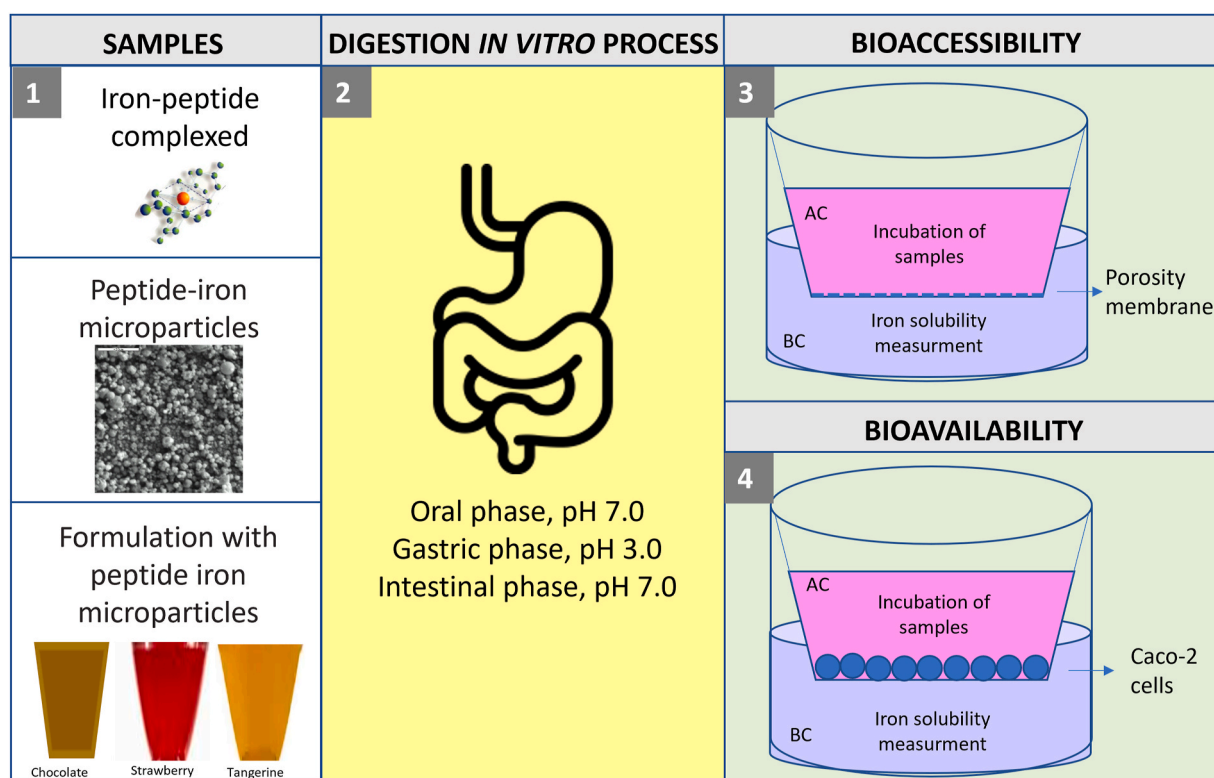 SAMPLES
1
Iron-peptide
complexed
Peptide-iron
microparticles
Formulation with
peptide iron
microparticles
Chocolate
Strawberry
Tangerine
DIGESTION IN VITRO PROCESS
2
Oral phase, pH 7.0
Gastric phase, pH 3.0
Intestinal phase, pH 7.0
BIOACCESSIBILITY
3
AC
Incubation of
samples
Porosity
membrane
Iron solubility
measurment
BC
BIOAVAILABILITY
4
AC
Incubation of
samples
Caco-2
cells
Iron solubility
measurment
BC